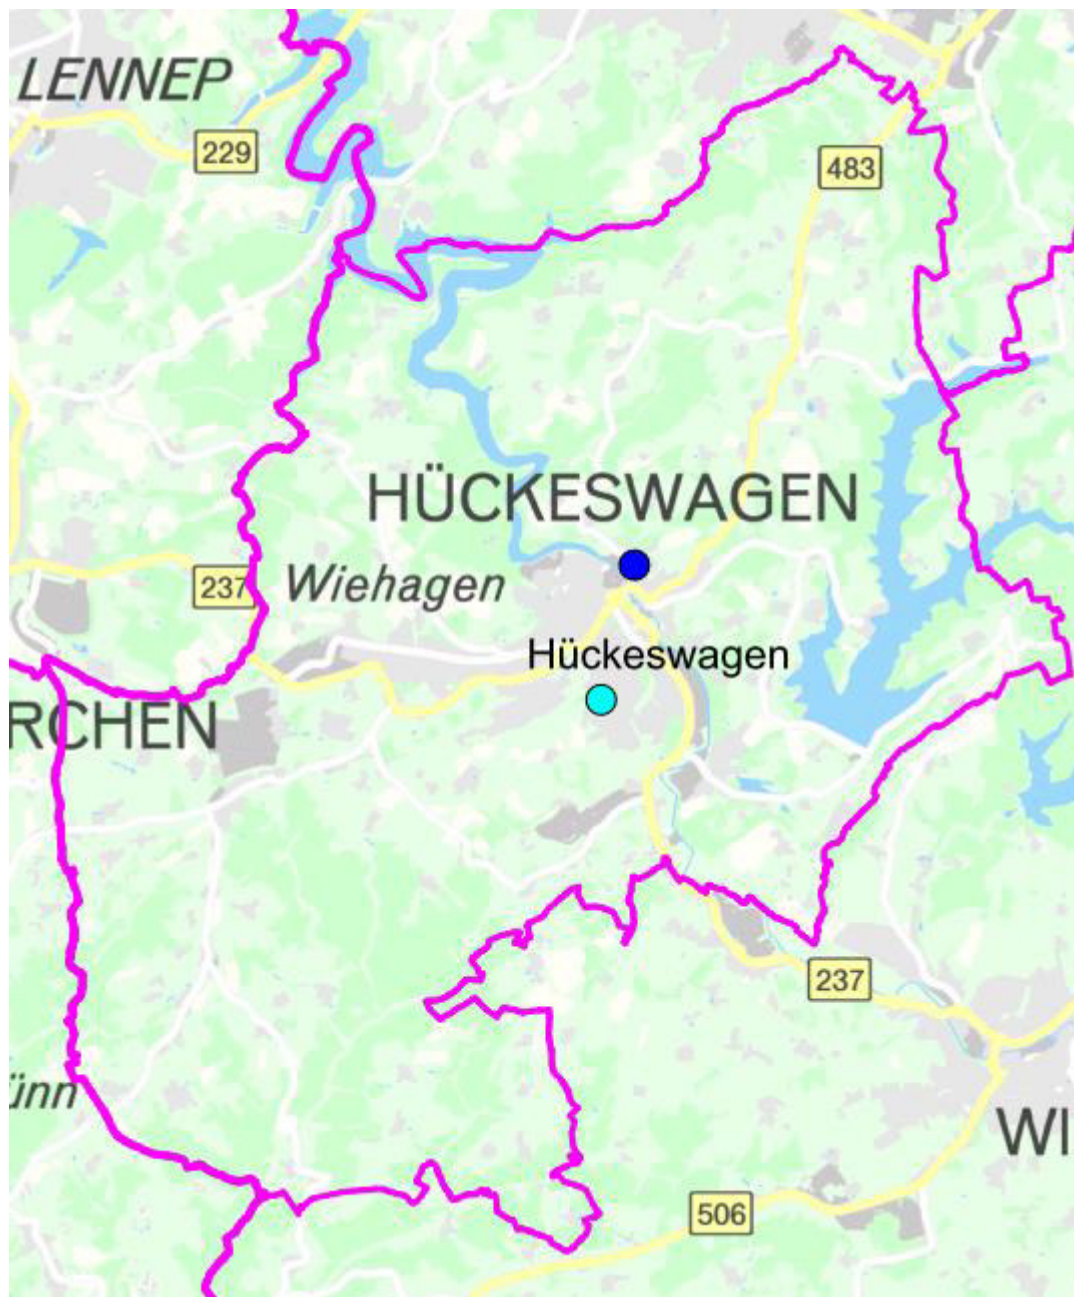 LENNEP
229
483
HÜCKESWAGEN
237
Wiehagen
Hückeswagen
RCHEN
237
ünn
WI
506